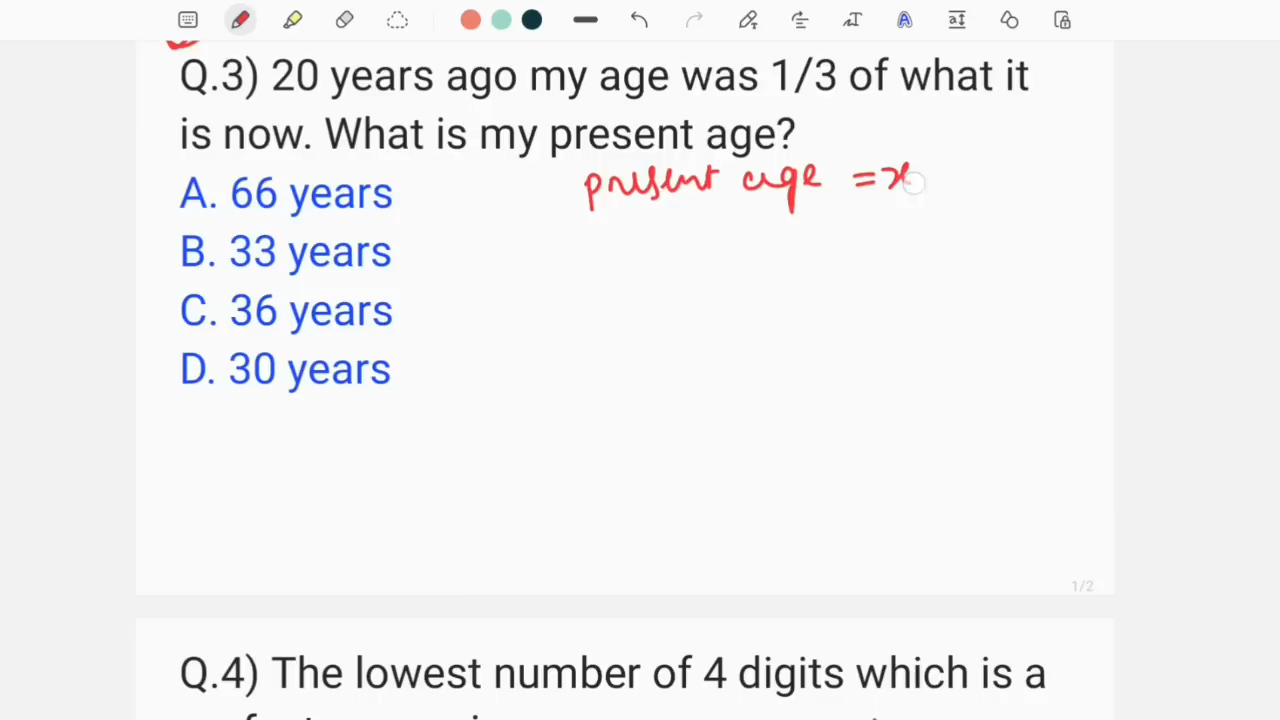 Q.3) 20 years ago my age was 1/3 of what it
is now. What is my present age?
present age = x
A. 66 years
B. 33 years
C. 36 years
D. 30 years
1/2
Q.4) The lowest number of 4 digits which is a